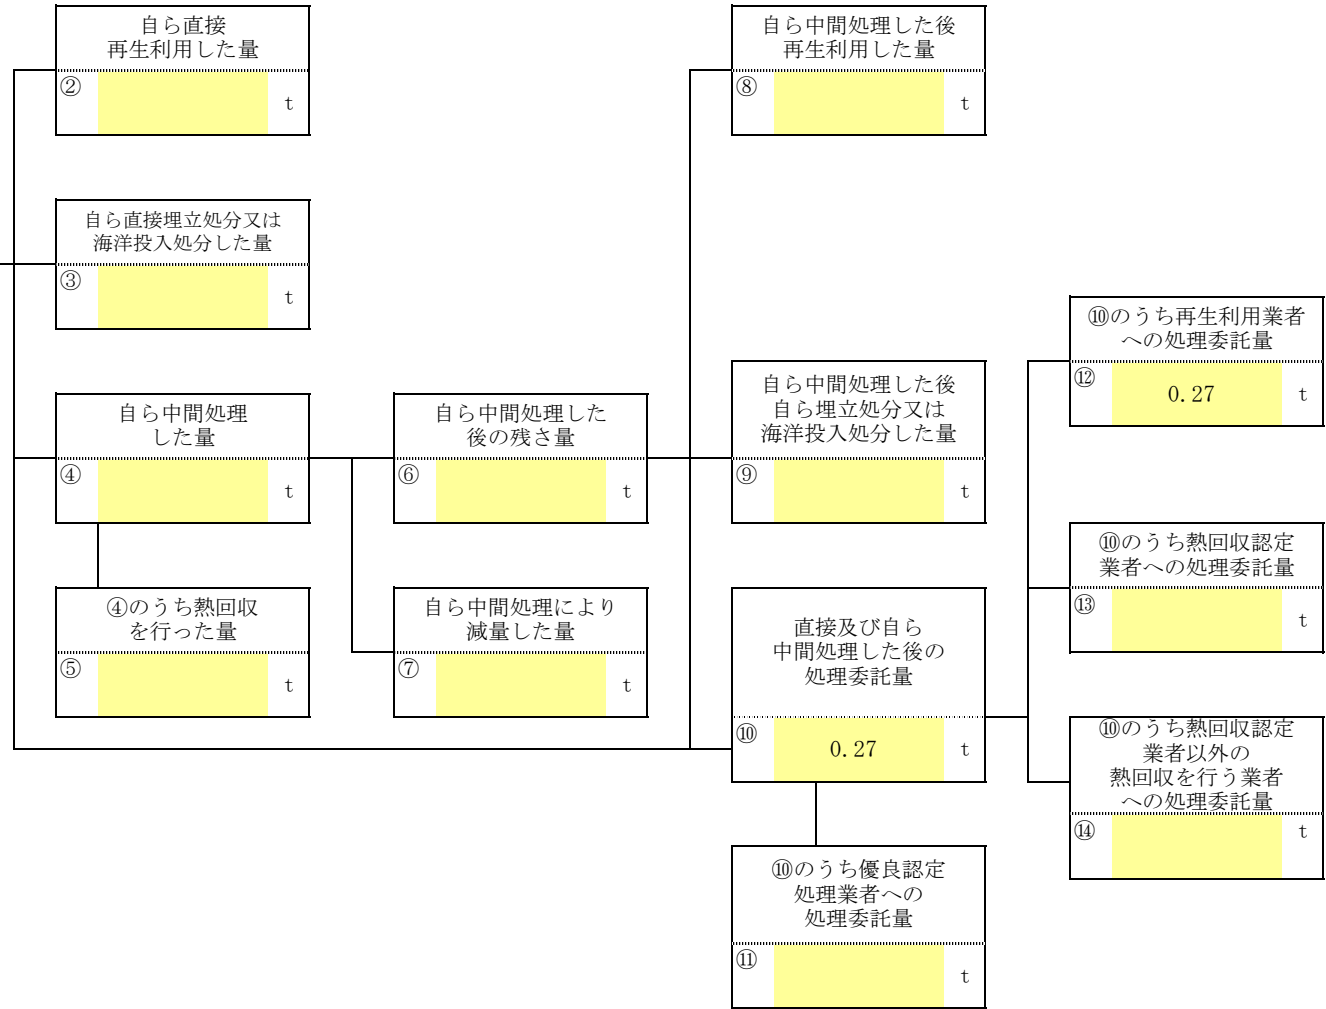 自ら直接
再生利用した量
②
t
自ら直接埋立処分又は
海洋投入処分した量
③
t
自ら中間処理
した量
④
t
④のうち熱回収
を行った量
⑤
t
自ら中間処理した
後の残さ量
⑥
t
自ら中間処理により
減量した量
⑦
t
自ら中間処理した後
再生利用した量
⑧
t
自ら中間処理した後
自ら埋立処分又は
海洋投入処分した量
⑨
t
直接及び自ら
中間処理した後の
処理委託量
⑩ 0.27 t
⑩のうち優良認定
処理業者への
処理委託量
⑪
t
⑩のうち再生利用業者
への処理委託量
⑫ 0.27 t
⑩のうち熱回収認定
業者への処理委託量
⑬
t
⑩のうち熱回収認定
業者以外の
熱回収を行う業者
への処理委託量
⑭
t